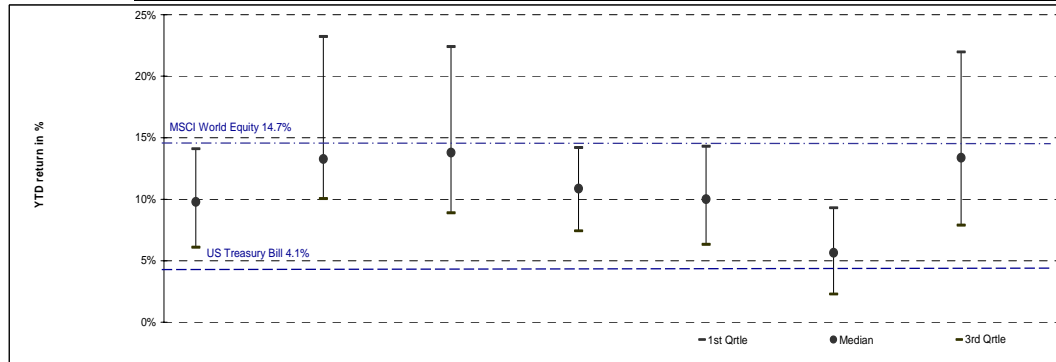 25%
20%
MSCI World Equity 14.7%
15%
YTD return in %
10%
US Treasury Bill 4.1%
5%
0%
1st Qrtle Median 3rd Qrtle